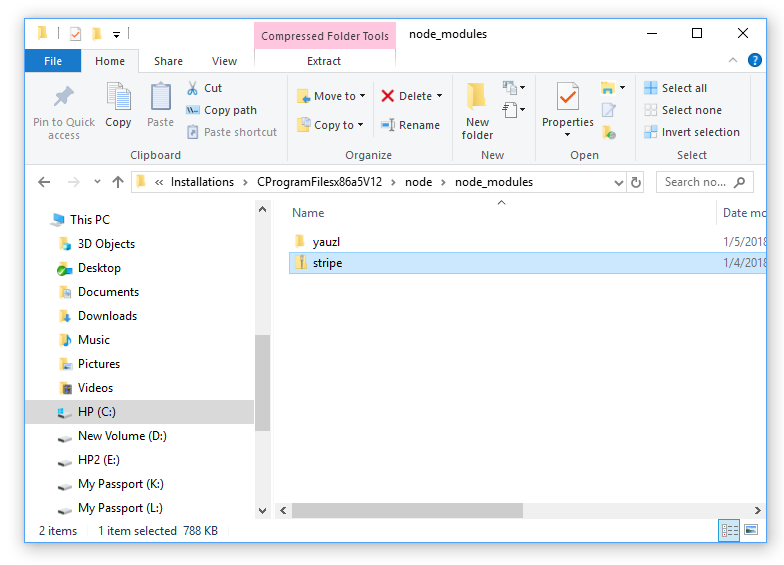 Compressed Folder Tools node_modules
File Home Share View Extract
Pin to Quick access
Copy
Paste
Cut
Copy path
Paste shortcut
Clipboard
Move to
Copy to
Delete
Rename
Organize
New folder
New
Properties
Open
Select all
Select none
Invert selection
Select
« Installations > CProgramFilesx86a5V12 > node > node_modules
Search no...
This PC
3D Objects
Desktop
Documents
Downloads
Music
Pictures
Videos
HP (C:)
New Volume (D:)
HP2 (E:)
My Passport (K:)
My Passport (L:)
Name Date mo
yauzl 1/5/2018
stripe 1/4/2018
2 items 1 item selected 788 KB